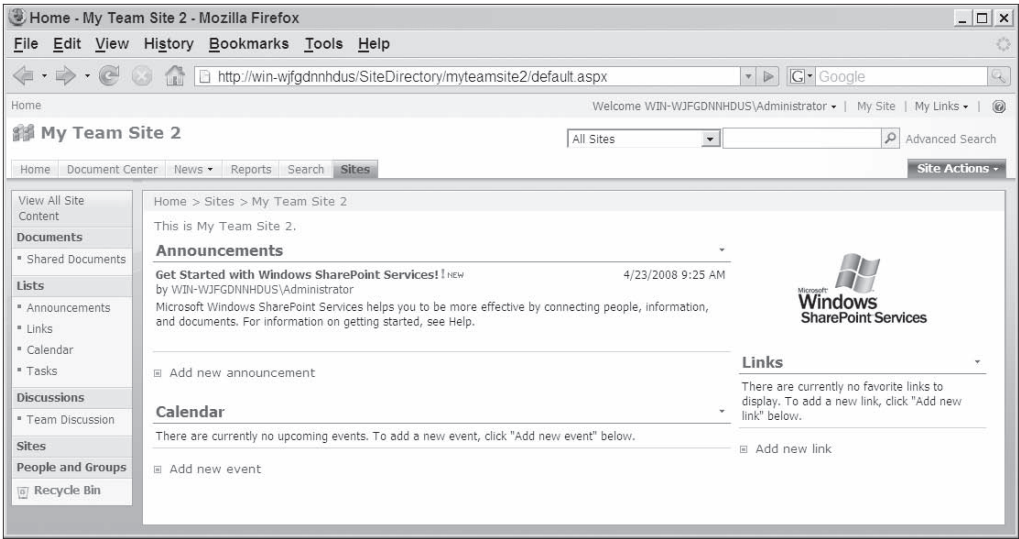 Home - My Team Site 2 - Mozilla Firefox
File Edit View History Bookmarks Tools Help
http://win-wjfgdnnhdus/SiteDirectory/myteamsite2/default.aspx
G Google
Home
Welcome WIN-WJFGDNNHDUS\Administrator | My Site | My Links |
My Team Site 2
All Sites
Advanced Search
Home Document Center News Reports Search Sites
Site Actions
View All Site
Content
Documents
Shared Documents
Lists
Announcements
Links
Calendar
Tasks
Discussions
Team Discussion
Sites
People and Groups
Recycle Bin
Home > Sites > My Team Site 2
This is My Team Site 2.
Announcements
Get Started with Windows SharePoint Services! ! NEW
4/23/2008 9:25 AM
by WIN-WJFGDNNHDUS\Administrator
Microsoft Windows SharePoint Services helps you to be more effective by connecting people, information,
and documents. For information on getting started, see Help.
Add new announcement
Calendar
There are currently no upcoming events. To add a new event, click "Add new event" below.
Add new event
Microsoft
Windows
SharePoint Services
Links
There are currently no favorite links to
display. To add a new link, click "Add new
link" below.
Add new link